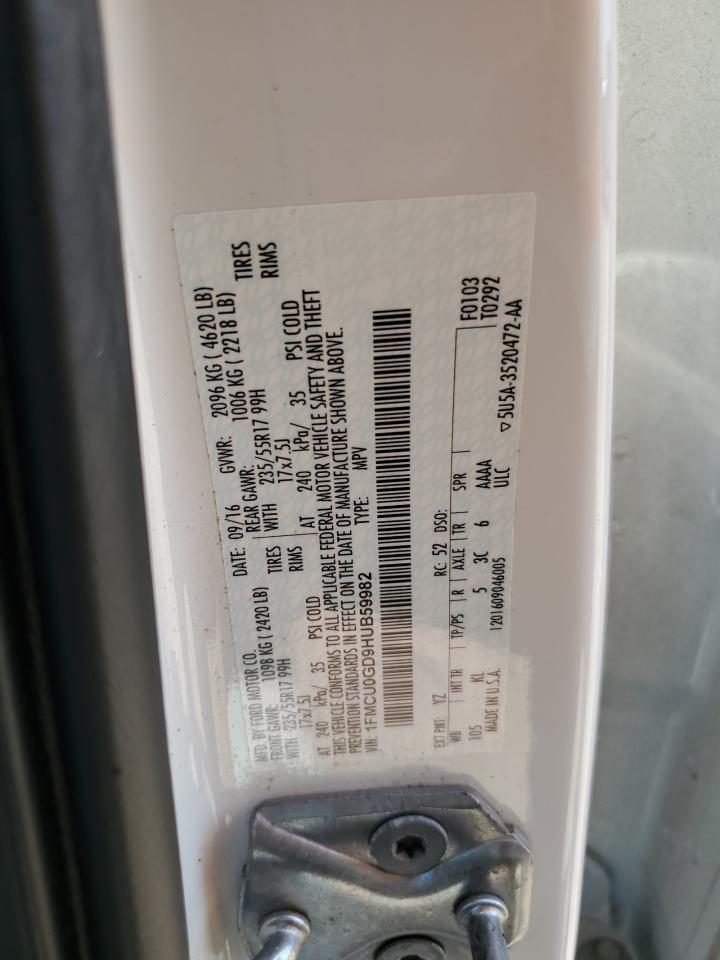 MFD. BY FORD MOTOR CO. DATE: 09/16 GVWR: 2096 KG ( 4620 LB)
FRONT GAWR: 1098 KG ( 2420 LB) REAR GAWR: 1006 KG ( 2218 LB)
WITH 235/55R17 99H TIRES WITH 235/55R17 99H TIRES
17x7.5J RIMS 17x7.5J RIMS
AT 240 kPa/ 35 PSI COLD AT 240 kPa/ 35 PSI COLD
THIS VEHICLE CONFORMS TO ALL APPLICABLE FEDERAL MOTOR VEHICLE SAFETY AND THEFT
PREVENTION STANDARDS IN EFFECT ON THE DATE OF MANUFACTURE SHOWN ABOVE.
VIN: 1FMCU0GD9HUB59982 TYPE: MPV
F0103
T0292
EXT PNT: YZ RC: 52 DSO:
WB INT TR TP/PS R AXLE TR SPR
105 KL 5 3C 6 AAAA
ULC
MADE IN U.S.A. 1201609046005
▽5U5A-3520472-AA